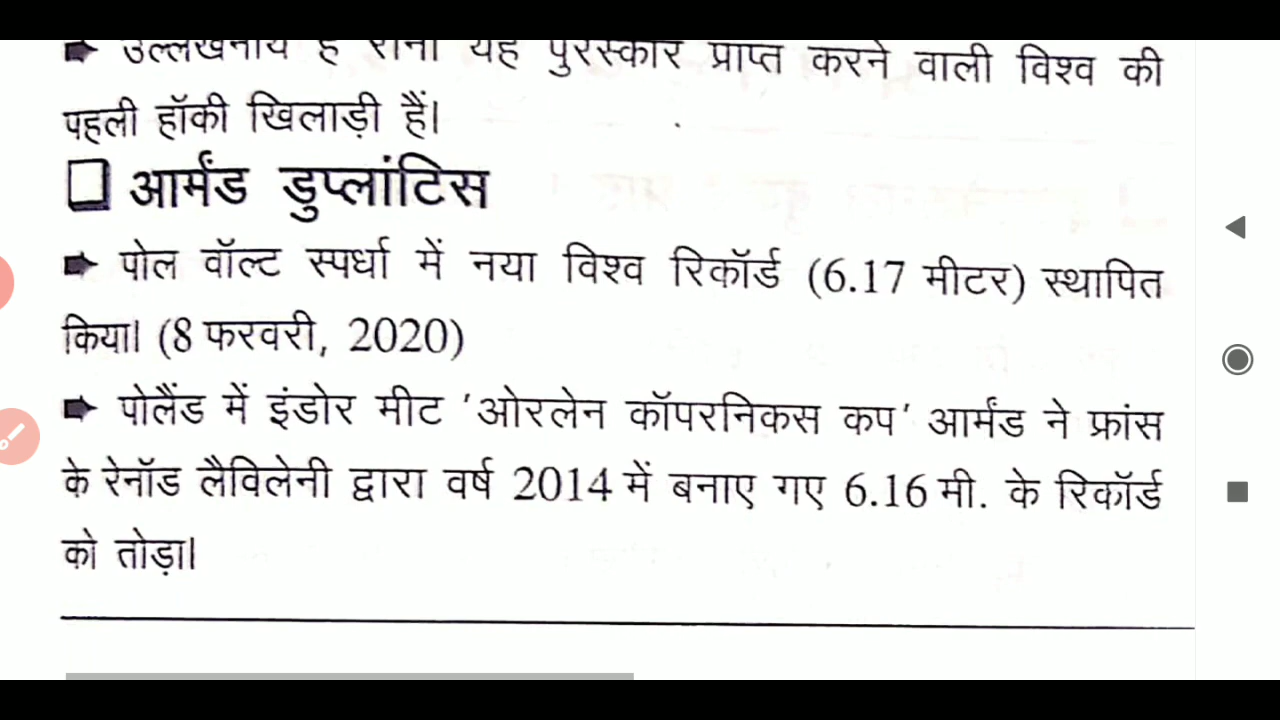 ➡ उल्लेखनीय है रानी यह पुरस्कार प्राप्त करने वाली विश्व की
पहली हॉकी खिलाड़ी हैं।
❑ आर्मंड डुप्लांटिस
➡ पोल वॉल्ट स्पर्धा में नया विश्व रिकॉर्ड (6.17 मीटर) स्थापित
किया। (8 फरवरी, 2020)
➡ पोलैंड में इंडोर मीट 'ओरलेन कॉपरनिकस कप' आर्मंड ने फ्रांस
के रेनॉड लैविलेनी द्वारा वर्ष 2014 में बनाए गए 6.16 मी. के रिकॉर्ड
को तोड़ा।